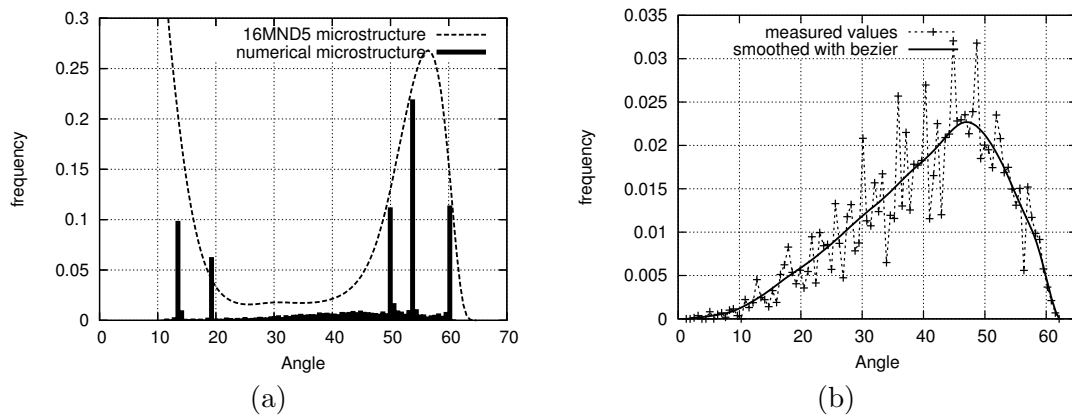 0.3
0.25
0.2
0.15
0.1
0.05
0
frequency
16MND5 microstructure
numerical microstructure
0 10 20 30 40 50 60 70
Angle
(a)
0.035
0.03
0.025
0.02
0.015
0.01
0.005
0
frequency
measured values
smoothed with bezier
0 10 20 30 40 50 60
Angle
(b)